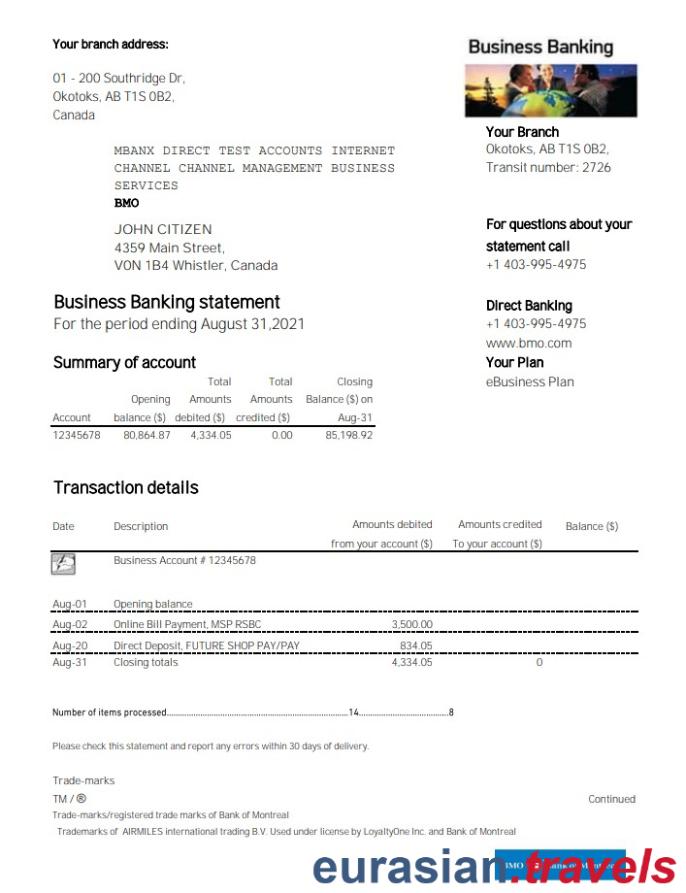 Your branch address:
01 - 200 Southridge Dr,
Okotoks, AB T1S 0B2,
Canada
MBANX DIRECT TEST ACCOUNTS INTERNET
CHANNEL CHANNEL MANAGEMENT BUSINESS
SERVICES
BMO
JOHN CITIZEN
4359 Main Street,
V0N 1B4 Whistler, Canada
Business Banking
Your Branch
Okotoks, AB T1S 0B2,
Transit number: 2726
For questions about your
statement call
+1 403-995-4975
Direct Banking
+1 403-995-4975
www.bmo.com
Your Plan
eBusiness Plan
Business Banking statement
For the period ending August 31,2021
Summary of account
Total Total Closing
Opening Amounts Amounts Balance ($) on
Account balance ($) debited ($) credited ($) Aug-31
12345678 80,864.87 4,334.05 0.00 85,198.92
Transaction details
Date Description Amounts debited Amounts credited Balance ($)
from your account ($) To your account ($)
Business Account # 12345678
Aug-01 Opening balance
Aug-02 Online Bill Payment, MSP RSBC 3,500.00
Aug-20 Direct Deposit, FUTURE SHOP PAY/PAY 834.05
Aug-31 Closing totals 4,334.05 0
Number of items processed.....14.....8
Please check this statement and report any errors within 30 days of delivery.
Trade-marks
TM / ® Continued
Trade-marks/registered trade marks of Bank of Montreal
Trademarks of AIRMILES international trading B.V. Used under license by LoyaltyOne Inc. and Bank of Montreal
BMO
eurasian.travels